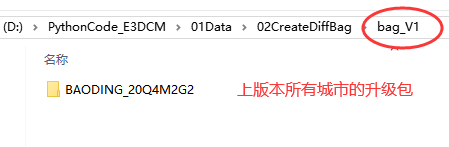 (D:) > PythonCode_E3DCM > 01Data > 02CreateDiffBag > bag_V1
名称
BAODING_20Q4M2G2 上版本所有城市的升级包